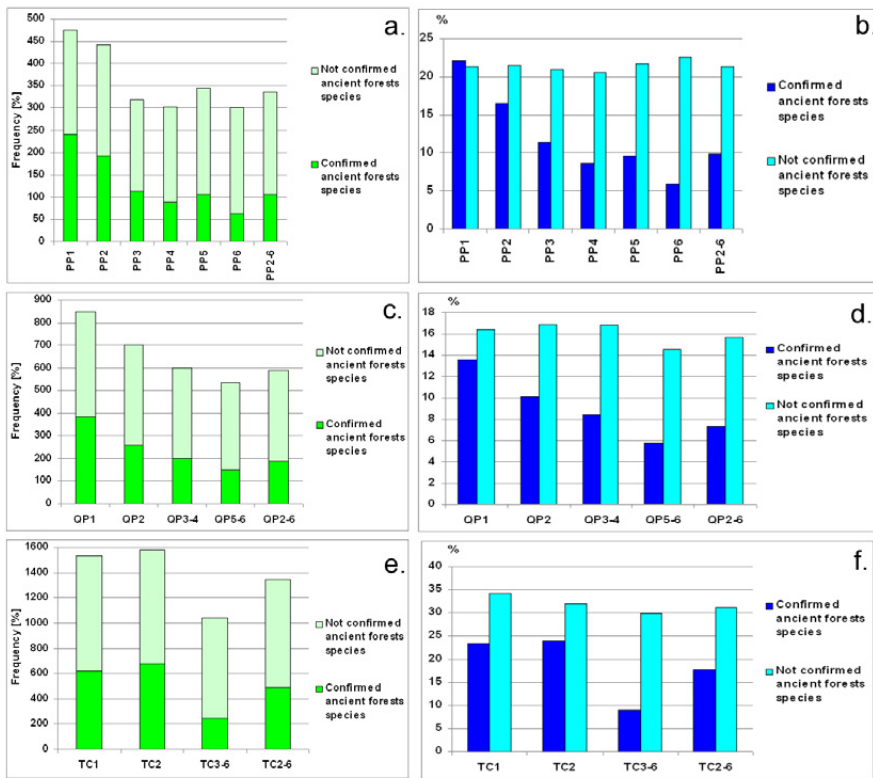 a.
Frequency [%]
500
450
400
350
300
250
200
150
100
50
0
PP1
PP2
PP3
PP4
PP5
PP6
PP2-6
Not confirmed
ancient forests
species
Confirmed
ancient forests
species
b.
%
25
20
15
10
5
0
PP1
PP2
PP3
PP4
PP5
PP6
PP2-6
Confirmed
ancient forests
species
Not confirmed
ancient forests
species
c.
Frequency [%]
900
800
700
600
500
400
300
200
100
0
QP1 QP2 QP3-4 QP5-6 QP2-6
Not confirmed
ancient forests
species
Confirmed
ancient forests
species
d.
%
18
16
14
12
10
8
6
4
2
0
QP1 QP2 QP3-4 QP5-6 QP2-6
Confirmed
ancient forests
species
Not confirmed
ancient forests
species
e.
Frequency [%]
1600
1400
1200
1000
800
600
400
200
0
TC1 TC2 TC3-6 TC2-6
Not confirmed
ancient forests
species
Confirmed
ancient forests
species
f.
%
40
35
30
25
20
15
10
5
0
TC1 TC2 TC3-6 TC2-6
Confirmed
ancient forests
species
Not confirmed
ancient forests
species